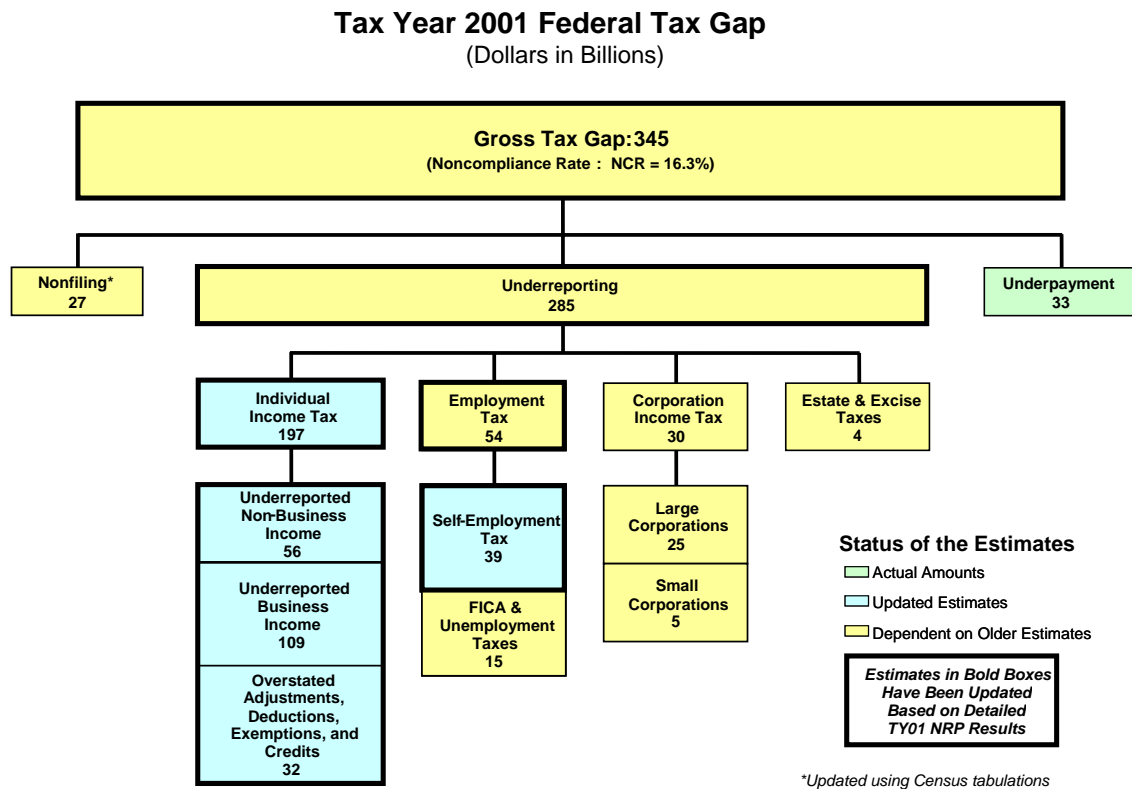 Tax Year 2001 Federal Tax Gap
(Dollars in Billions)
Gross Tax Gap:345
(Noncompliance Rate : NCR = 16.3%)
Nonfiling*
27
Underreporting
285
Underpayment
33
Individual
Income Tax
197
Employment
Tax
54
Corporation
Income Tax
30
Estate & Excise
Taxes
4
Underreported
Non-Business
Income
56
Underreported
Business
Income
109
Overstated
Adjustments,
Deductions,
Exemptions, and
Credits
32
Self-Employment
Tax
39
FICA &
Unemployment
Taxes
15
Large
Corporations
25
Small
Corporations
5
Status of the Estimates
Actual Amounts
Updated Estimates
Dependent on Older Estimates
Estimates in Bold Boxes
Have Been Updated
Based on Detailed
TY01 NRP Results
*Updated using Census tabulations